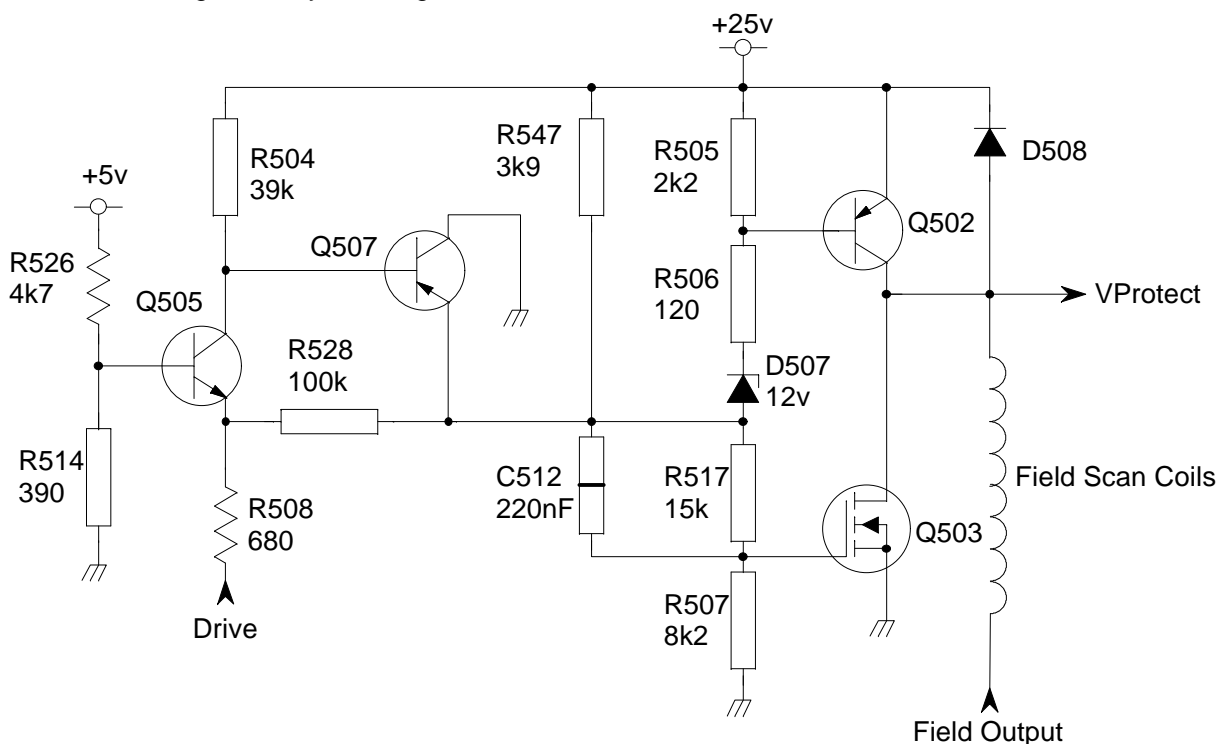 +25v
R504
39k
R547
3k9
R505
2k2
D508
+5v
Q507
Q502
R526
4k7
Q505
R506
120
VProtect
R528
100k
D507
12v
R514
390
R508
680
C512
220nF
R517
15k
Field Scan Coils
Q503
R507
8k2
Drive
Field Output